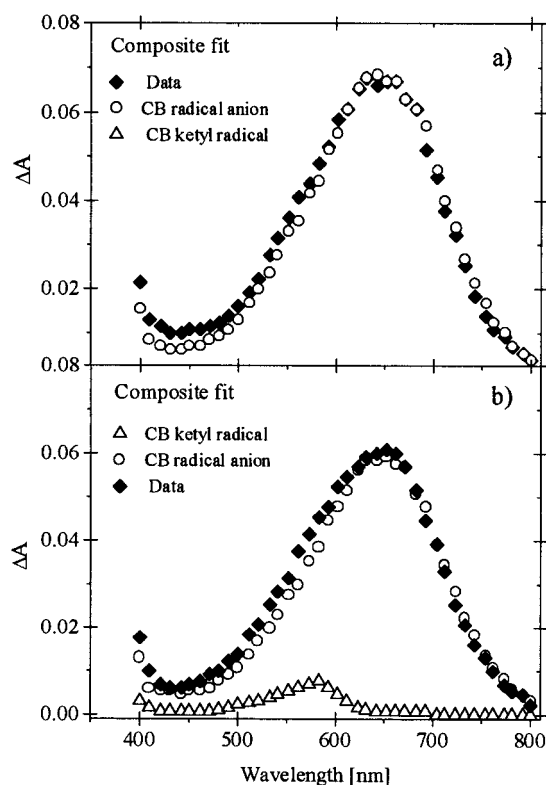 0.08
Composite fit
a)
◆ Data
○ CB radical anion
△ CB ketyl radical
0.06
ΔA
0.04
0.02
0.08
Composite fit
b)
△ CB ketyl radical
○ CB radical anion
◆ Data
0.06
ΔA
0.04
0.02
0.00
400 500 600 700 800
Wavelength [nm]